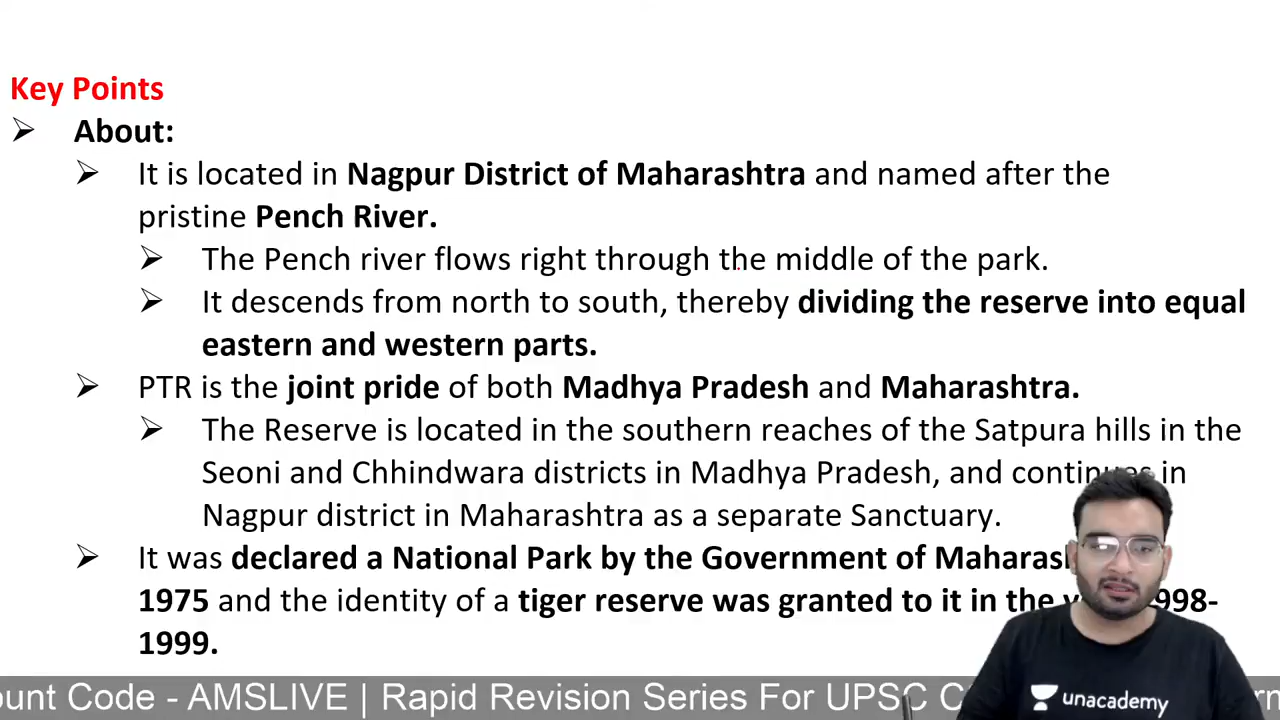 Key Points
➢ About:
➢ It is located in Nagpur District of Maharashtra and named after the
pristine Pench River.
➢ The Pench river flows right through the middle of the park.
➢ It descends from north to south, thereby dividing the reserve into equal
eastern and western parts.
➢ PTR is the joint pride of both Madhya Pradesh and Maharashtra.
➢ The Reserve is located in the southern reaches of the Satpura hills in the
Seoni and Chhindwara districts in Madhya Pradesh, and continues in
Nagpur district in Maharashtra as a separate Sanctuary.
➢ It was declared a National Park by the Government of
1975 and the identity of a tiger reserve was granted to it in the 998-
1999.
unacademy
ount Code - AMSLIVE | Rapid Revision Series For UPSC